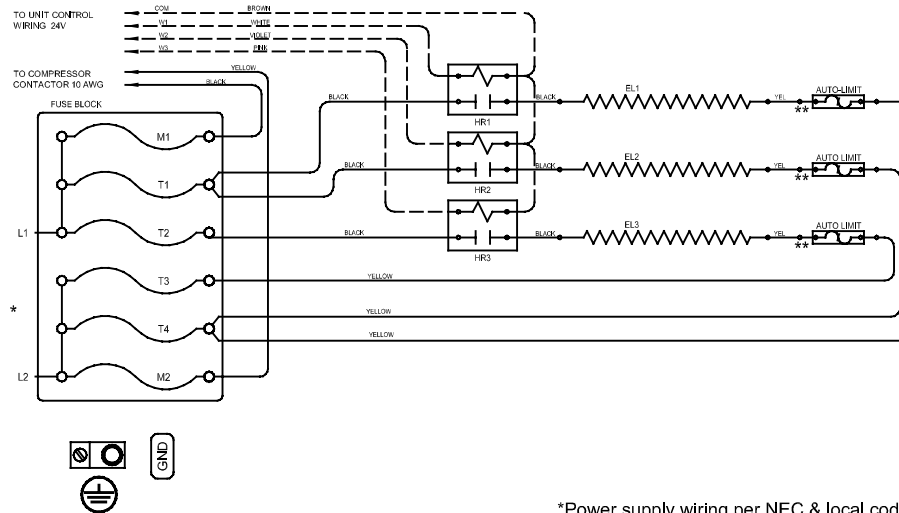 TO UNIT CONTROL
WIRING 24V
COM BROWN
W1 WHITE
W2 VIOLET
W3 PINK
TO COMPRESSOR
CONTACTOR 10 AWG
YELLOW
BLACK
FUSE BLOCK
M1
T1
L1
T2
T3
*
T4
L2
M2
BLACK
HR1
BLACK
EL1
YEL
**
AUTO-LIMIT
BLACK
HR2
BLACK
EL2
YEL
**
AUTO LIMIT
BLACK
HR3
BLACK
EL3
YEL
**
AUTO LIMIT
YELLOW
YELLOW
YELLOW
GND
*Power supply wiring per NEC & local cod